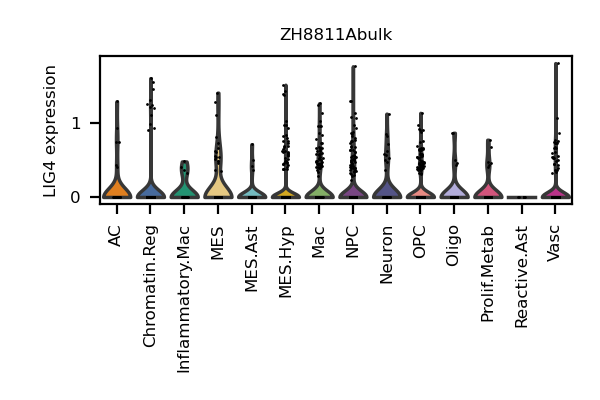 ZH8811Abulk
LIG4 expression
1
0
AC
Chromatin.Reg
Inflammatory.Mac
MES
MES.Ast
MES.Hyp
Mac
NPC
Neuron
OPC
Oligo
Prolif.Metab
Reactive.Ast
Vasc